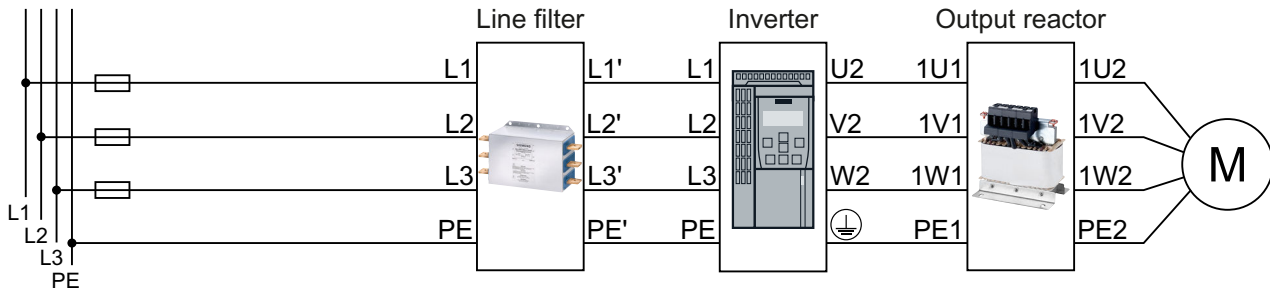 Line filter Inverter Output reactor
L1 L1' L1 U2 1U1 1U2
L2 L2' L2 V2 1V1 1V2
M
L3 L3' L3 W2 1W1 1W2
L1
L2
PE PE' PE PE1 PE2
L3
PE